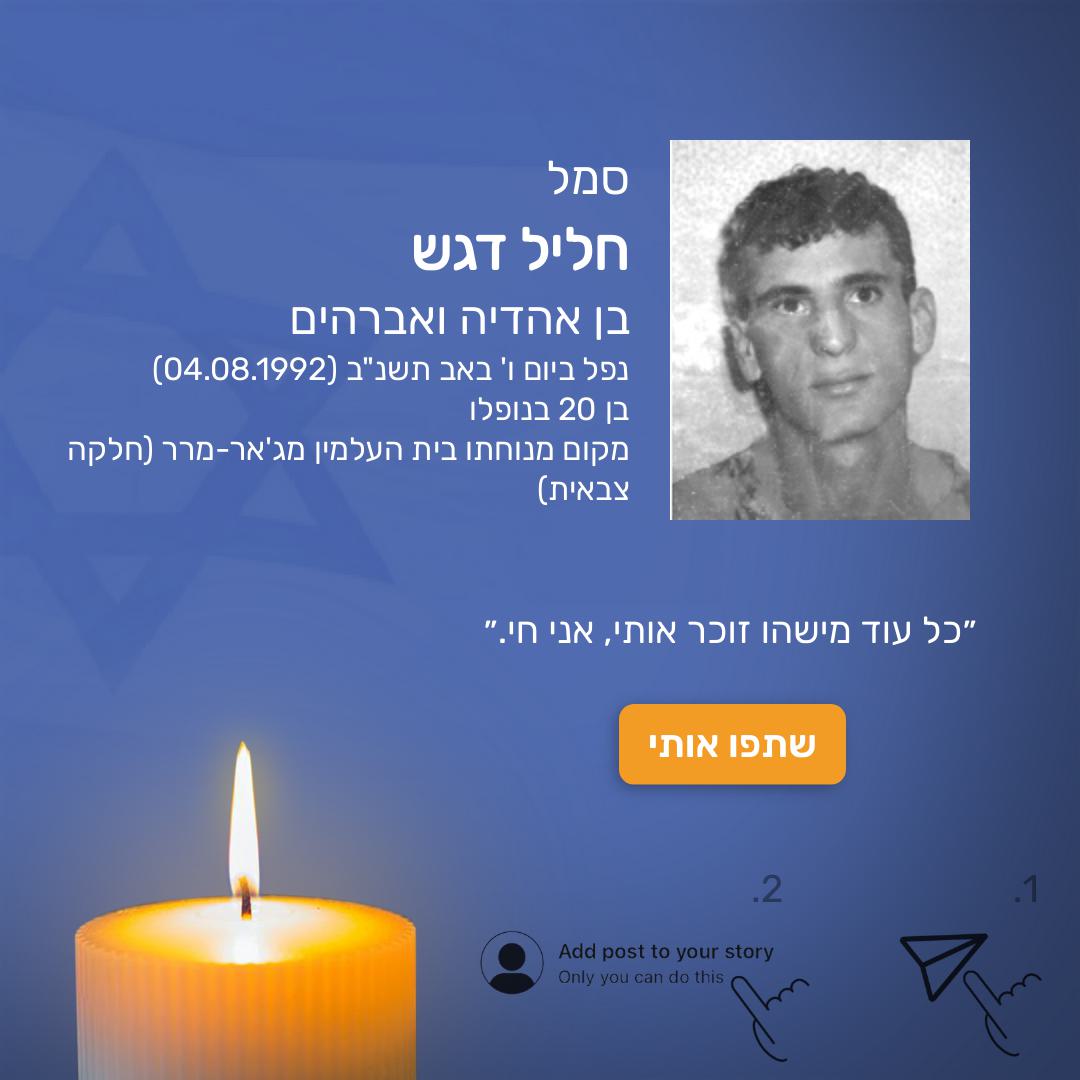 סמל
חליל דגש
בן אהדיה ואברהים
נפל ביום ו' באב תשנ"ב (04.08.1992)
בן 20 בנופלו
מקום מנוחתו בית העלמין מג'אר-מרר (חלקה
צבאית)
״כל עוד מישהו זוכר אותי, אני חי.״
שתפו אותי
.1
.2
Add post to your story
Only you can do this